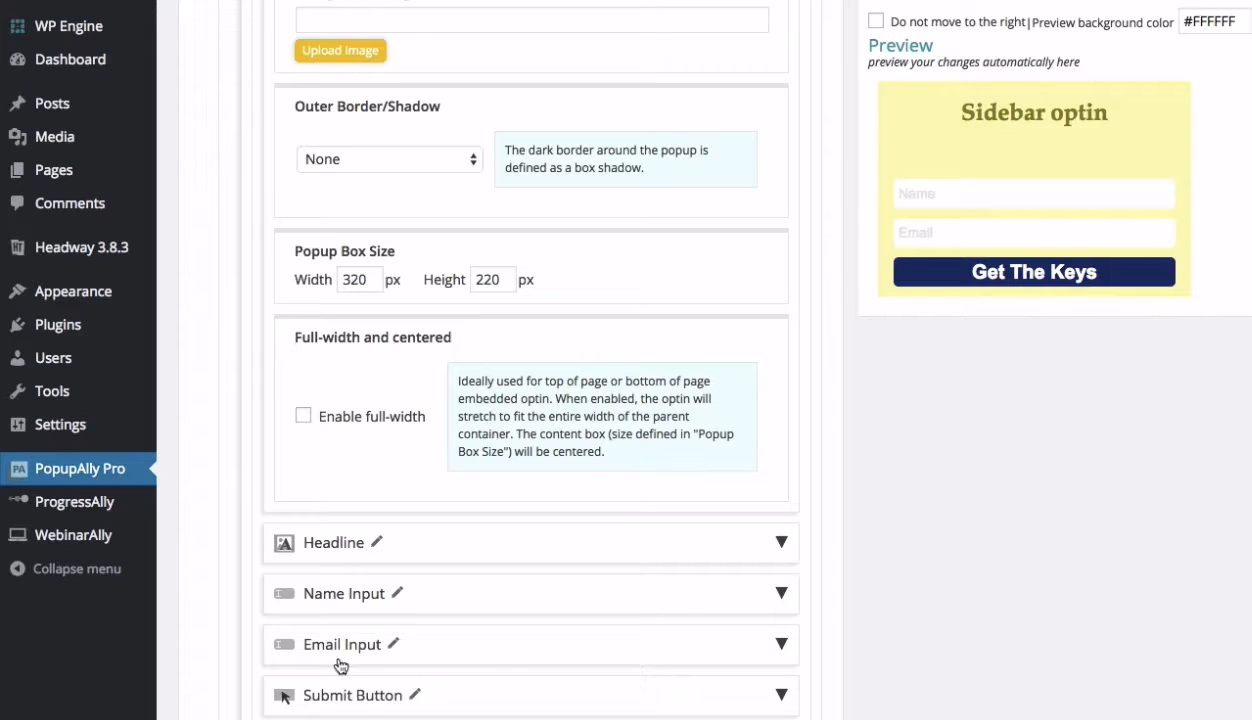 WP Engine
Dashboard
Posts
Media
Pages
Comments
Headway 3.8.3
Appearance
Plugins
Users
Tools
Settings
PA PopupAlly Pro
ProgressAlly
WebinarAlly
Collapse menu
Upload Image
Outer Border/Shadow
None
The dark border around the popup is
defined as a box shadow.
Popup Box Size
Width 320 px Height 220 px
Full-width and centered
Enable full-width
Ideally used for top of page or bottom of page
embedded optin. When enabled, the optin will
stretch to fit the entire width of the parent
container. The content box (size defined in "Popup
Box Size") will be centered.
Headline
Name Input
Email Input
Submit Button
Do not move to the right|Preview background color #FFFFFF
Preview
preview your changes automatically here
Sidebar optin
Name
Email
Get The Keys